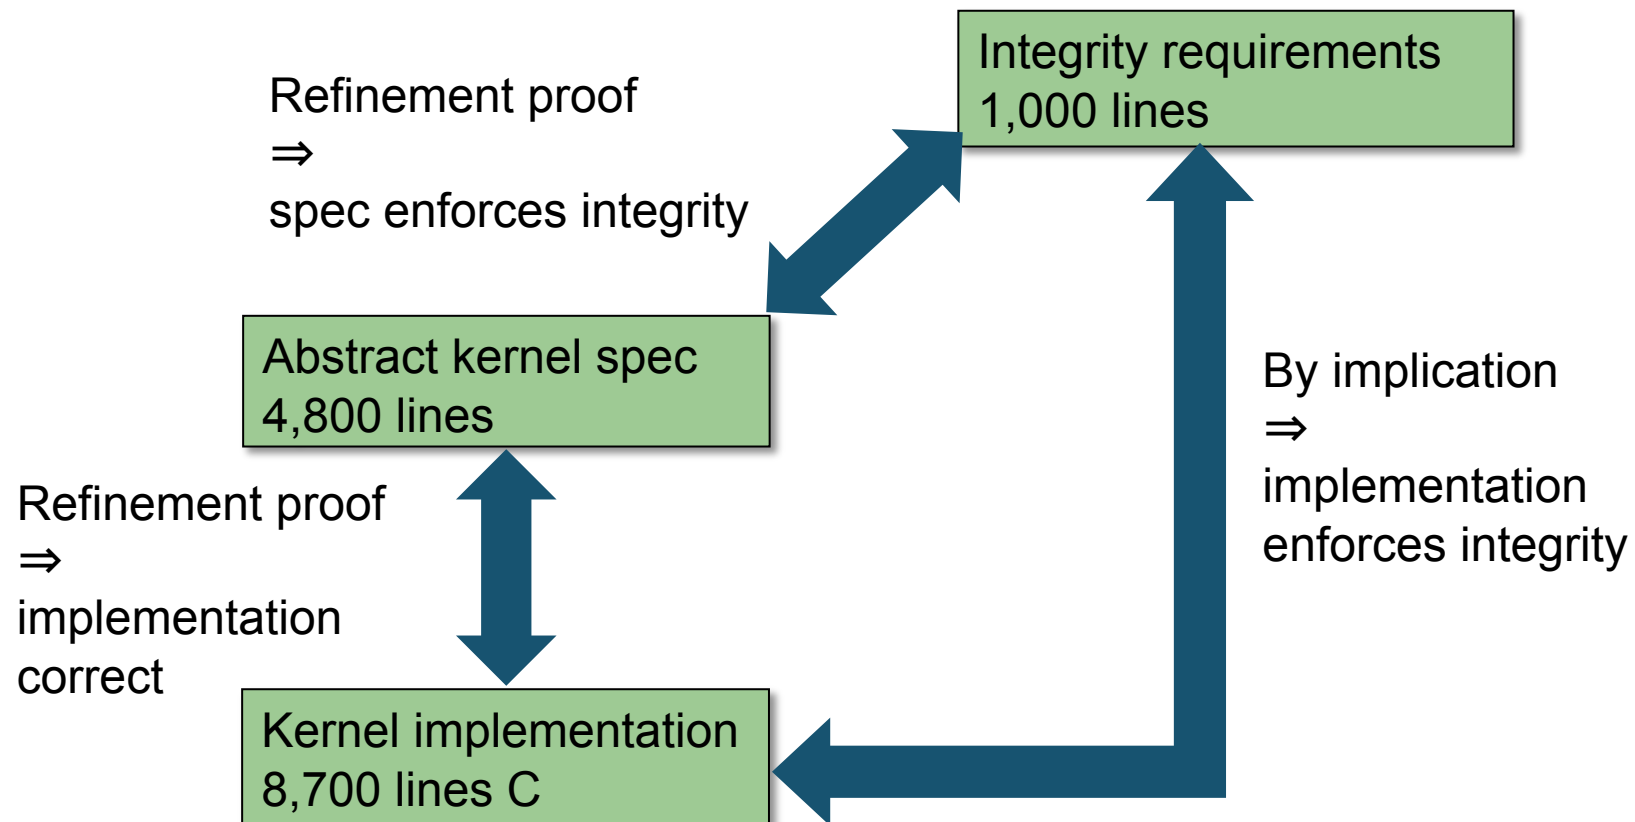 Integrity requirements
1,000 lines
Refinement proof
⇒
spec enforces integrity
Abstract kernel spec
4,800 lines
By implication
⇒
implementation
enforces integrity
Refinement proof
⇒
implementation
correct
Kernel implementation
8,700 lines C